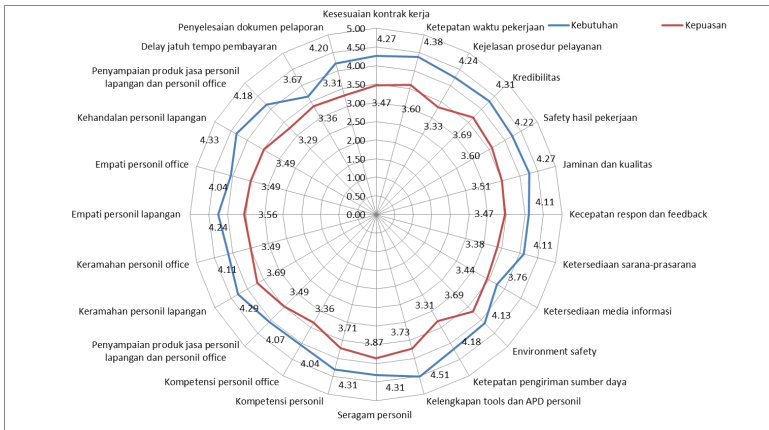 Kesesuaian kontrak kerja
Penyelesaian dokumen pelaporan
5.00
Ketepatan waktu pekerjaan
Kebutuhan
Kepuasan
Delay jatuh tempo pembayaran
4.20
4.27
4.38
Kejelasan prosedur pelayanan
4.50
4.24
Penyampaian produk jasa personil
lapangan dan personil office
3.67
4.00
Kredibilitas
4.18
3.31
3.50
3.47
3.60
4.31
Kehandalan personil lapangan
3.36
3.00
3.33
Safety hasil pekerjaan
4.33
3.29
2.50
3.69
4.22
2.00
3.60
Empati personil office
3.49
1.50
Jaminan dan kualitas
4.04
3.49
1.00
3.51
4.27
0.50
Empati personil lapangan
3.56
0.00
3.47
4.11
Kecepatan respon dan feedback
4.24
3.49
3.38
4.11
Keramahan personil office
4.11
3.69
3.44
3.76
Ketersediaan sarana-prasarana
Keramahan personil lapangan
4.29
3.49
3.36
3.31
3.69
4.13
Ketersediaan media informasi
Penyampaian produk jasa personil
lapangan dan personil office
4.07
3.71
3.87
3.73
4.18
Environment safety
Kompetensi personil office
4.04
4.31
4.31
4.51
Ketepatan pengiriman sumber daya
Kompetensi personil
Kelengkapan tools dan APD personil
Seragam personil